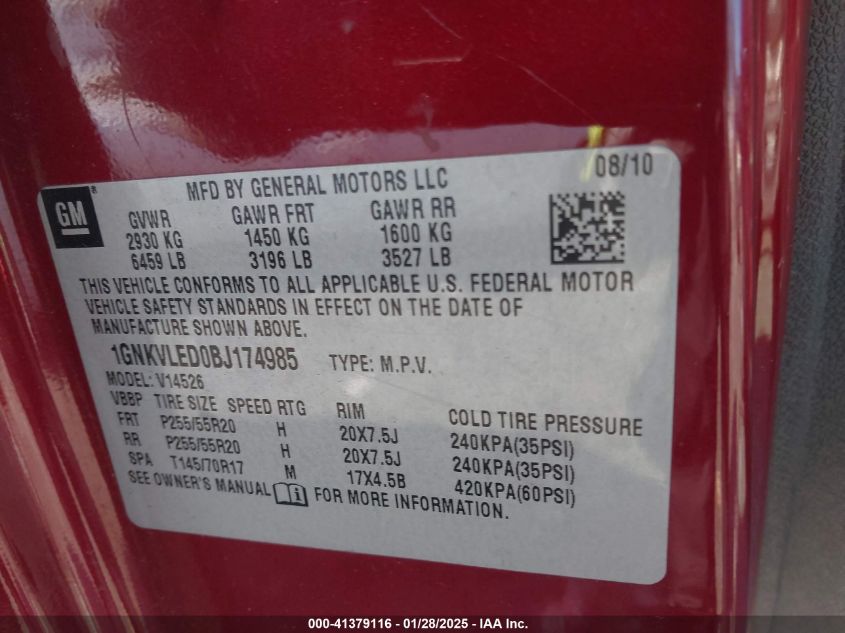 08/10
GM®
MFD BY GENERAL MOTORS LLC
GVWR GAWR FRT GAWR RR
2930 KG 1450 KG 1600 KG
6459 LB 3196 LB 3527 LB
THIS VEHICLE CONFORMS TO ALL APPLICABLE U.S. FEDERAL MOTOR
VEHICLE SAFETY STANDARDS IN EFFECT ON THE DATE OF
MANUFACTURE SHOWN ABOVE.
1GNKVLED0BJ174985 TYPE: M.P.V.
MODEL: V14526
VBBP TIRE SIZE SPEED RTG RIM COLD TIRE PRESSURE
FRT P255/55R20 H 20X7.5J 240KPA(35PSI)
RR P255/55R20 H 20X7.5J 240KPA(35PSI)
SPA T145/70R17 M 17X4.5B 420KPA(60PSI)
SEE OWNER'S MANUAL i FOR MORE INFORMATION.
000-41379116 - 01/28/2025 - IAA Inc.